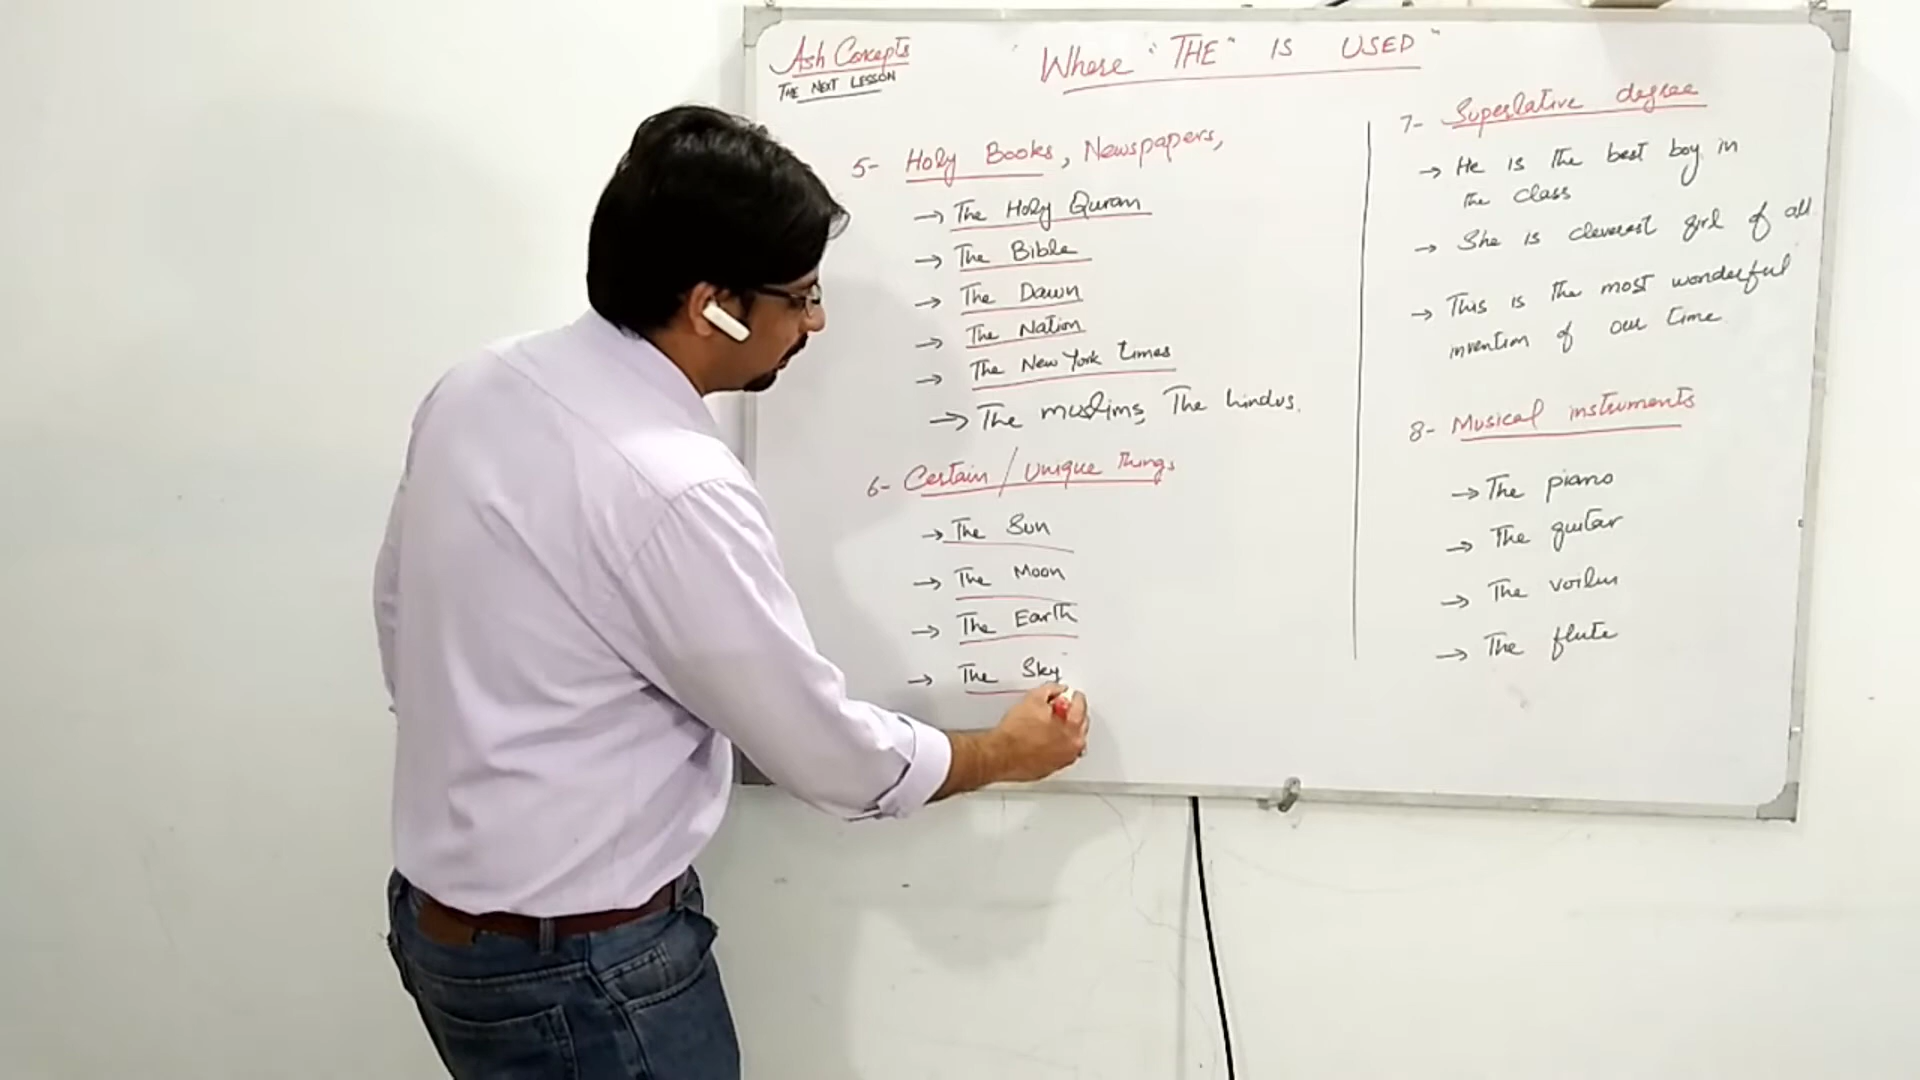 Ash Concepts
THE NEXT LESSON
"Where "THE" IS USED"
5- Holy Books, Newspapers,
→ The Holy Quran
→ The Bible
→ The Dawn
→ The Nation
→ The New York times
→ The muslims, The hindus.
6- Certain / Unique Things
→ The Sun
→ The Moon
→ The Earth
→ The Sky
7- Superlative degree
→ He is the best boy in
the class
→ She is cleverest girl of all
→ This is the most wonderful
invention of our time
8- Musical instruments
→ The piano
→ The guitar
→ The voilin
→ The flute